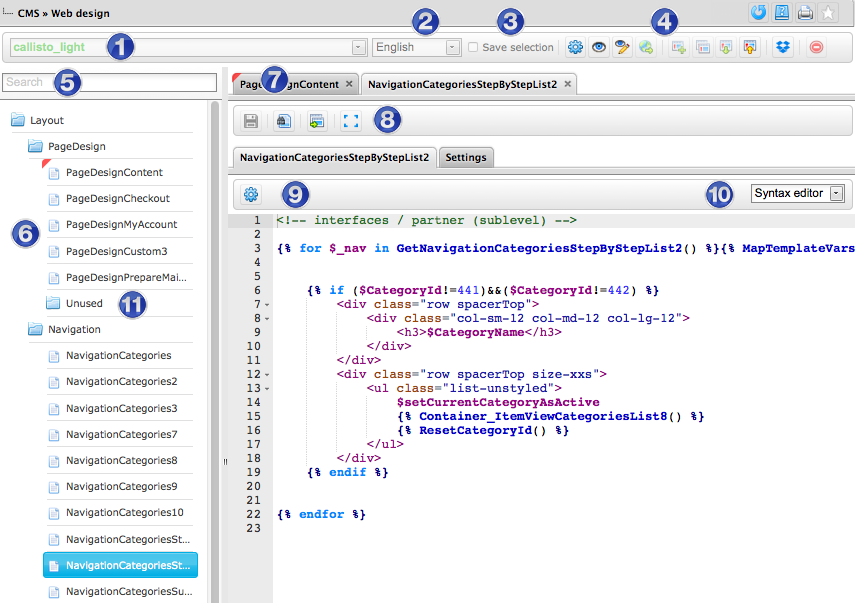 CMS » Web design
callisto_light
1
English
2
Save selection
3
4
Search
5
PageDesignContent
7
NavigationCategoriesStepByStepList2
8
NavigationCategoriesStepByStepList2
Settings
9
10
Syntax editor
Layout
PageDesign
PageDesignContent
PageDesignCheckout
PageDesignMyAccount
6
PageDesignCustom3
PageDesignPrepareMai...
Unused
11
Navigation
NavigationCategories
NavigationCategories2
NavigationCategories3
NavigationCategories7
NavigationCategories8
NavigationCategories9
NavigationCategories10
NavigationCategoriesSt...
NavigationCategoriesSt...
NavigationCategoriesSu...
1 <!-- interfaces / partner (sublevel) -->
2
3 {% for $_nav in GetNavigationCategoriesStepByStepList2() %}{% MapTemplateVars
4
5
6 {% if ($CategoryId!=441)&&($CategoryId!=442) %}
7 <div class="row spacerTop">
8 <div class="col-sm-12 col-md-12 col-lg-12">
9 <h3>$CategoryName</h3>
10 </div>
11 </div>
12 <div class="row spacerTop size-xxs">
13 <ul class="list-unstyled">
14 $setCurrentCategoryAsActive
15 {% Container_ItemViewCategoriesList8() %}
16 {% ResetCategoryId() %}
17 </ul>
18 </div>
19 {% endif %}
20
21
22 {% endfor %}
23